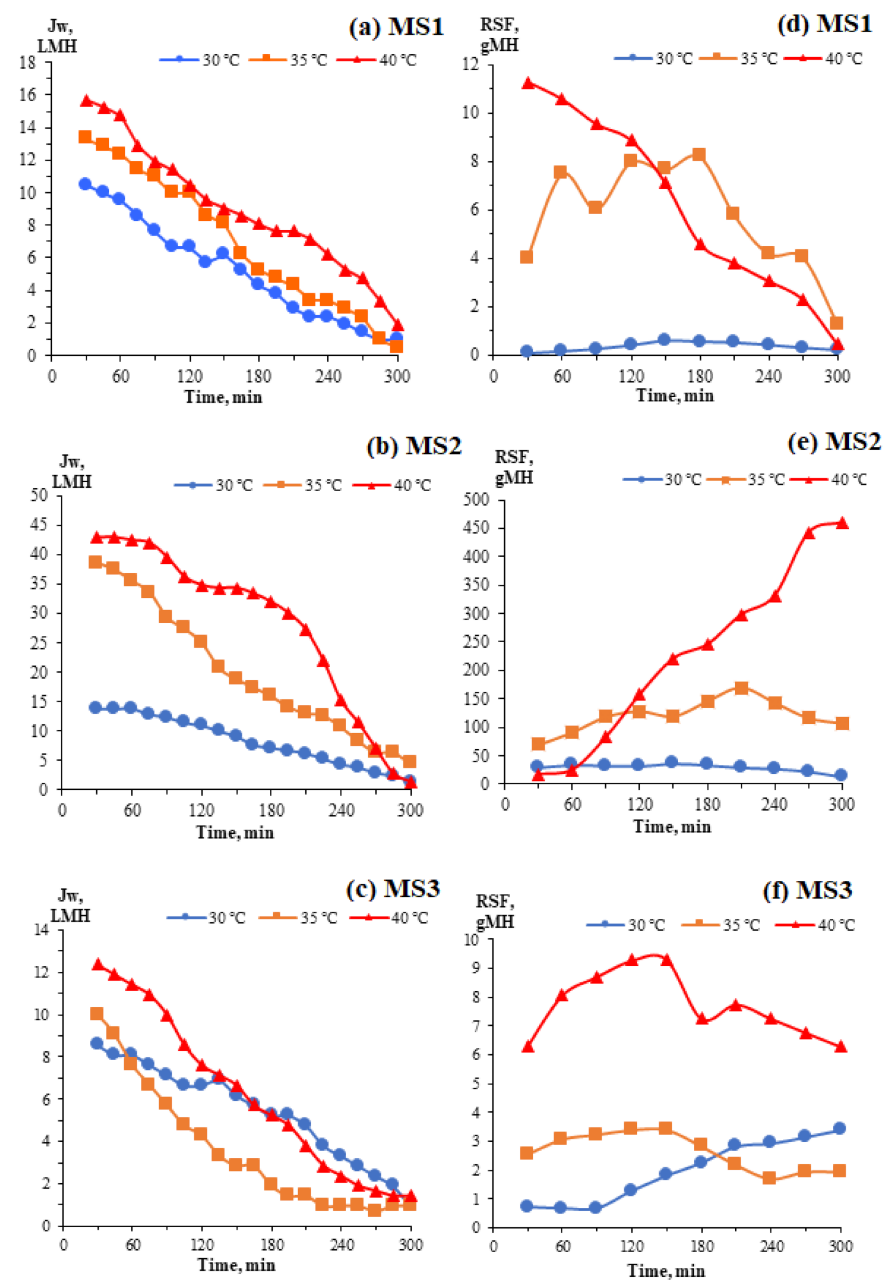 (a) MS1
Jw,
LMH
30 °C 35 °C 40 °C
18
16
14
12
10
8
6
4
2
0
0 60 120 180 240 300
Time, min
(d) MS1
RSF,
gMH
30 °C 35 °C 40 °C
12
10
8
6
4
2
0
0 60 120 180 240 300
Time, min
(b) MS2
Jw,
LMH
30 °C 35 °C 40 °C
50
45
40
35
30
25
20
15
10
5
0
0 60 120 180 240 300
Time, min
(e) MS2
RSF,
gMH
30 °C 35 °C 40 °C
500
450
400
350
300
250
200
150
100
50
0
0 60 120 180 240 300
Time, min
(c) MS3
Jw,
LMH
30 °C 35 °C 40 °C
14
12
10
8
6
4
2
0
0 60 120 180 240 300
Time, min
(f) MS3
RSF,
gMH
30 °C 35 °C 40 °C
10
9
8
7
6
5
4
3
2
1
0
0 60 120 180 240 300
Time, min